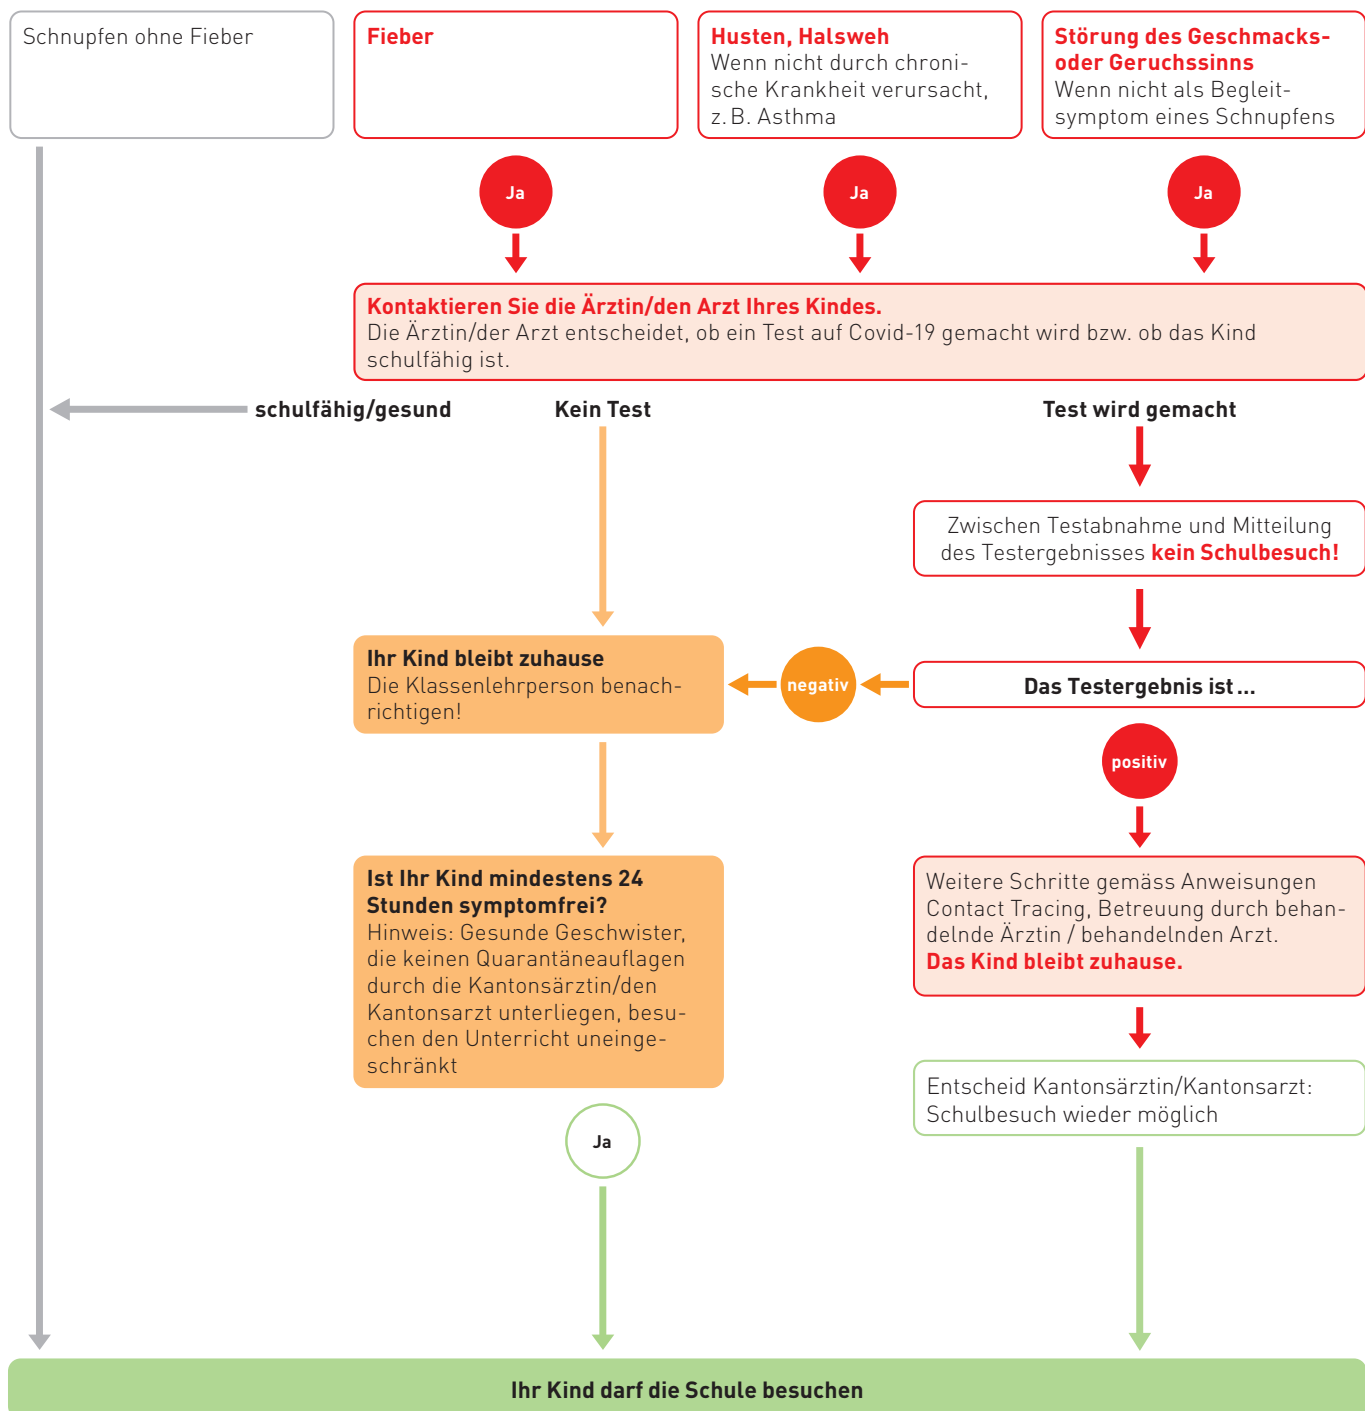 Schnupfen ohne Fieber
Fieber
Husten, Halsweh
Wenn nicht durch chroni-
sche Krankheit verursacht,
z. B. Asthma
Störung des Geschmacks-
oder Geruchssinns
Wenn nicht als Begleit-
symptom eines Schnupfens
Ja
Ja
Ja
Kontaktieren Sie die Ärztin/den Arzt Ihres Kindes.
Die Ärztin/der Arzt entscheidet, ob ein Test auf Covid-19 gemacht wird bzw. ob das Kind
schulfähig ist.
schulfähig/gesund
Kein Test
Test wird gemacht
Zwischen Testabnahme und Mitteilung
des Testergebnisses kein Schulbesuch!
Ihr Kind bleibt zuhause
Die Klassenlehrperson benach-
richtigen!
negativ
Das Testergebnis ist ...
positiv
Ist Ihr Kind mindestens 24
Stunden symptomfrei?
Hinweis: Gesunde Geschwister,
die keinen Quarantäneauflagen
durch die Kantonsärztin/den
Kantonsarzt unterliegen, besu-
chen den Unterricht uneinge-
schränkt
Weitere Schritte gemäss Anweisungen
Contact Tracing, Betreuung durch behan-
delnde Ärztin / behandelnden Arzt.
Das Kind bleibt zuhause.
Entscheid Kantonsärztin/Kantonsarzt:
Schulbesuch wieder möglich
Ja
Ihr Kind darf die Schule besuchen